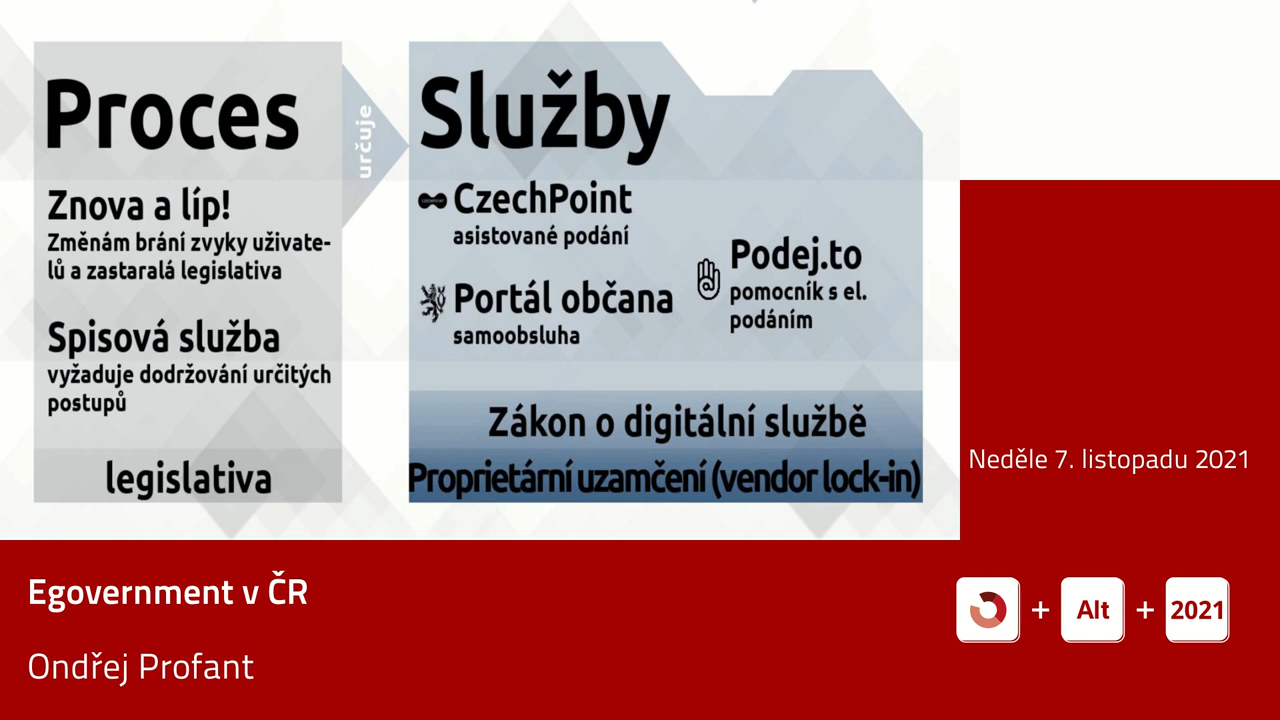 Proces
Znova a líp!
Změnám brání zvyky uživate-
lů a zastaralá legislativa
Spisová služba
vyžaduje dodržování určitých
postupů
legislativa
určuje
Služby
CzechPoint
asistované podání
Portál občana
samoobsluha
Podej.to
pomocník s el.
podáním
Zákon o digitální službě
Proprietární uzamčení (vendor lock-in)
Neděle 7. listopadu 2021
Egovernment v ČR
Ondřej Profant
+ Alt + 2021